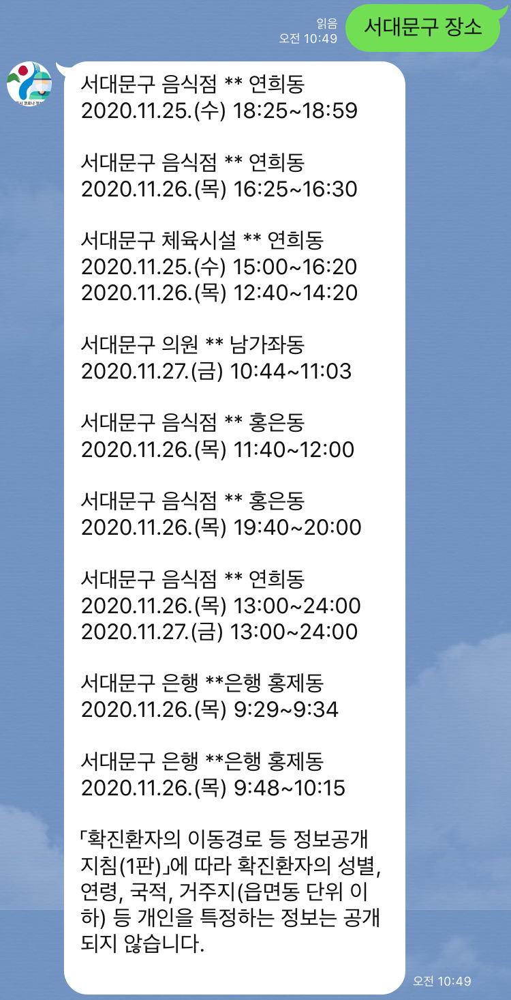 읽음
오전 10:49
서대문구 장소
서대문구 음식점 ** 연희동
2020.11.25.(수) 18:25~18:59
서대문구 음식점 ** 연희동
2020.11.26.(목) 16:25~16:30
서대문구 체육시설 ** 연희동
2020.11.25.(수) 15:00~16:20
2020.11.26.(목) 12:40~14:20
서대문구 의원 ** 남가좌동
2020.11.27.(금) 10:44~11:03
서대문구 음식점 ** 홍은동
2020.11.26.(목) 11:40~12:00
서대문구 음식점 ** 홍은동
2020.11.26.(목) 19:40~20:00
서대문구 음식점 ** 연희동
2020.11.26.(목) 13:00~24:00
2020.11.27.(금) 13:00~24:00
서대문구 은행 **은행 홍제동
2020.11.26.(목) 9:29~9:34
서대문구 은행 **은행 홍제동
2020.11.26.(목) 9:48~10:15
「확진환자의 이동경로 등 정보공개
지침(1판)」에 따라 확진환자의 성별,
연령, 국적, 거주지(읍면동 단위 이
하) 등 개인을 특정하는 정보는 공개
되지 않습니다.
오전 10:49